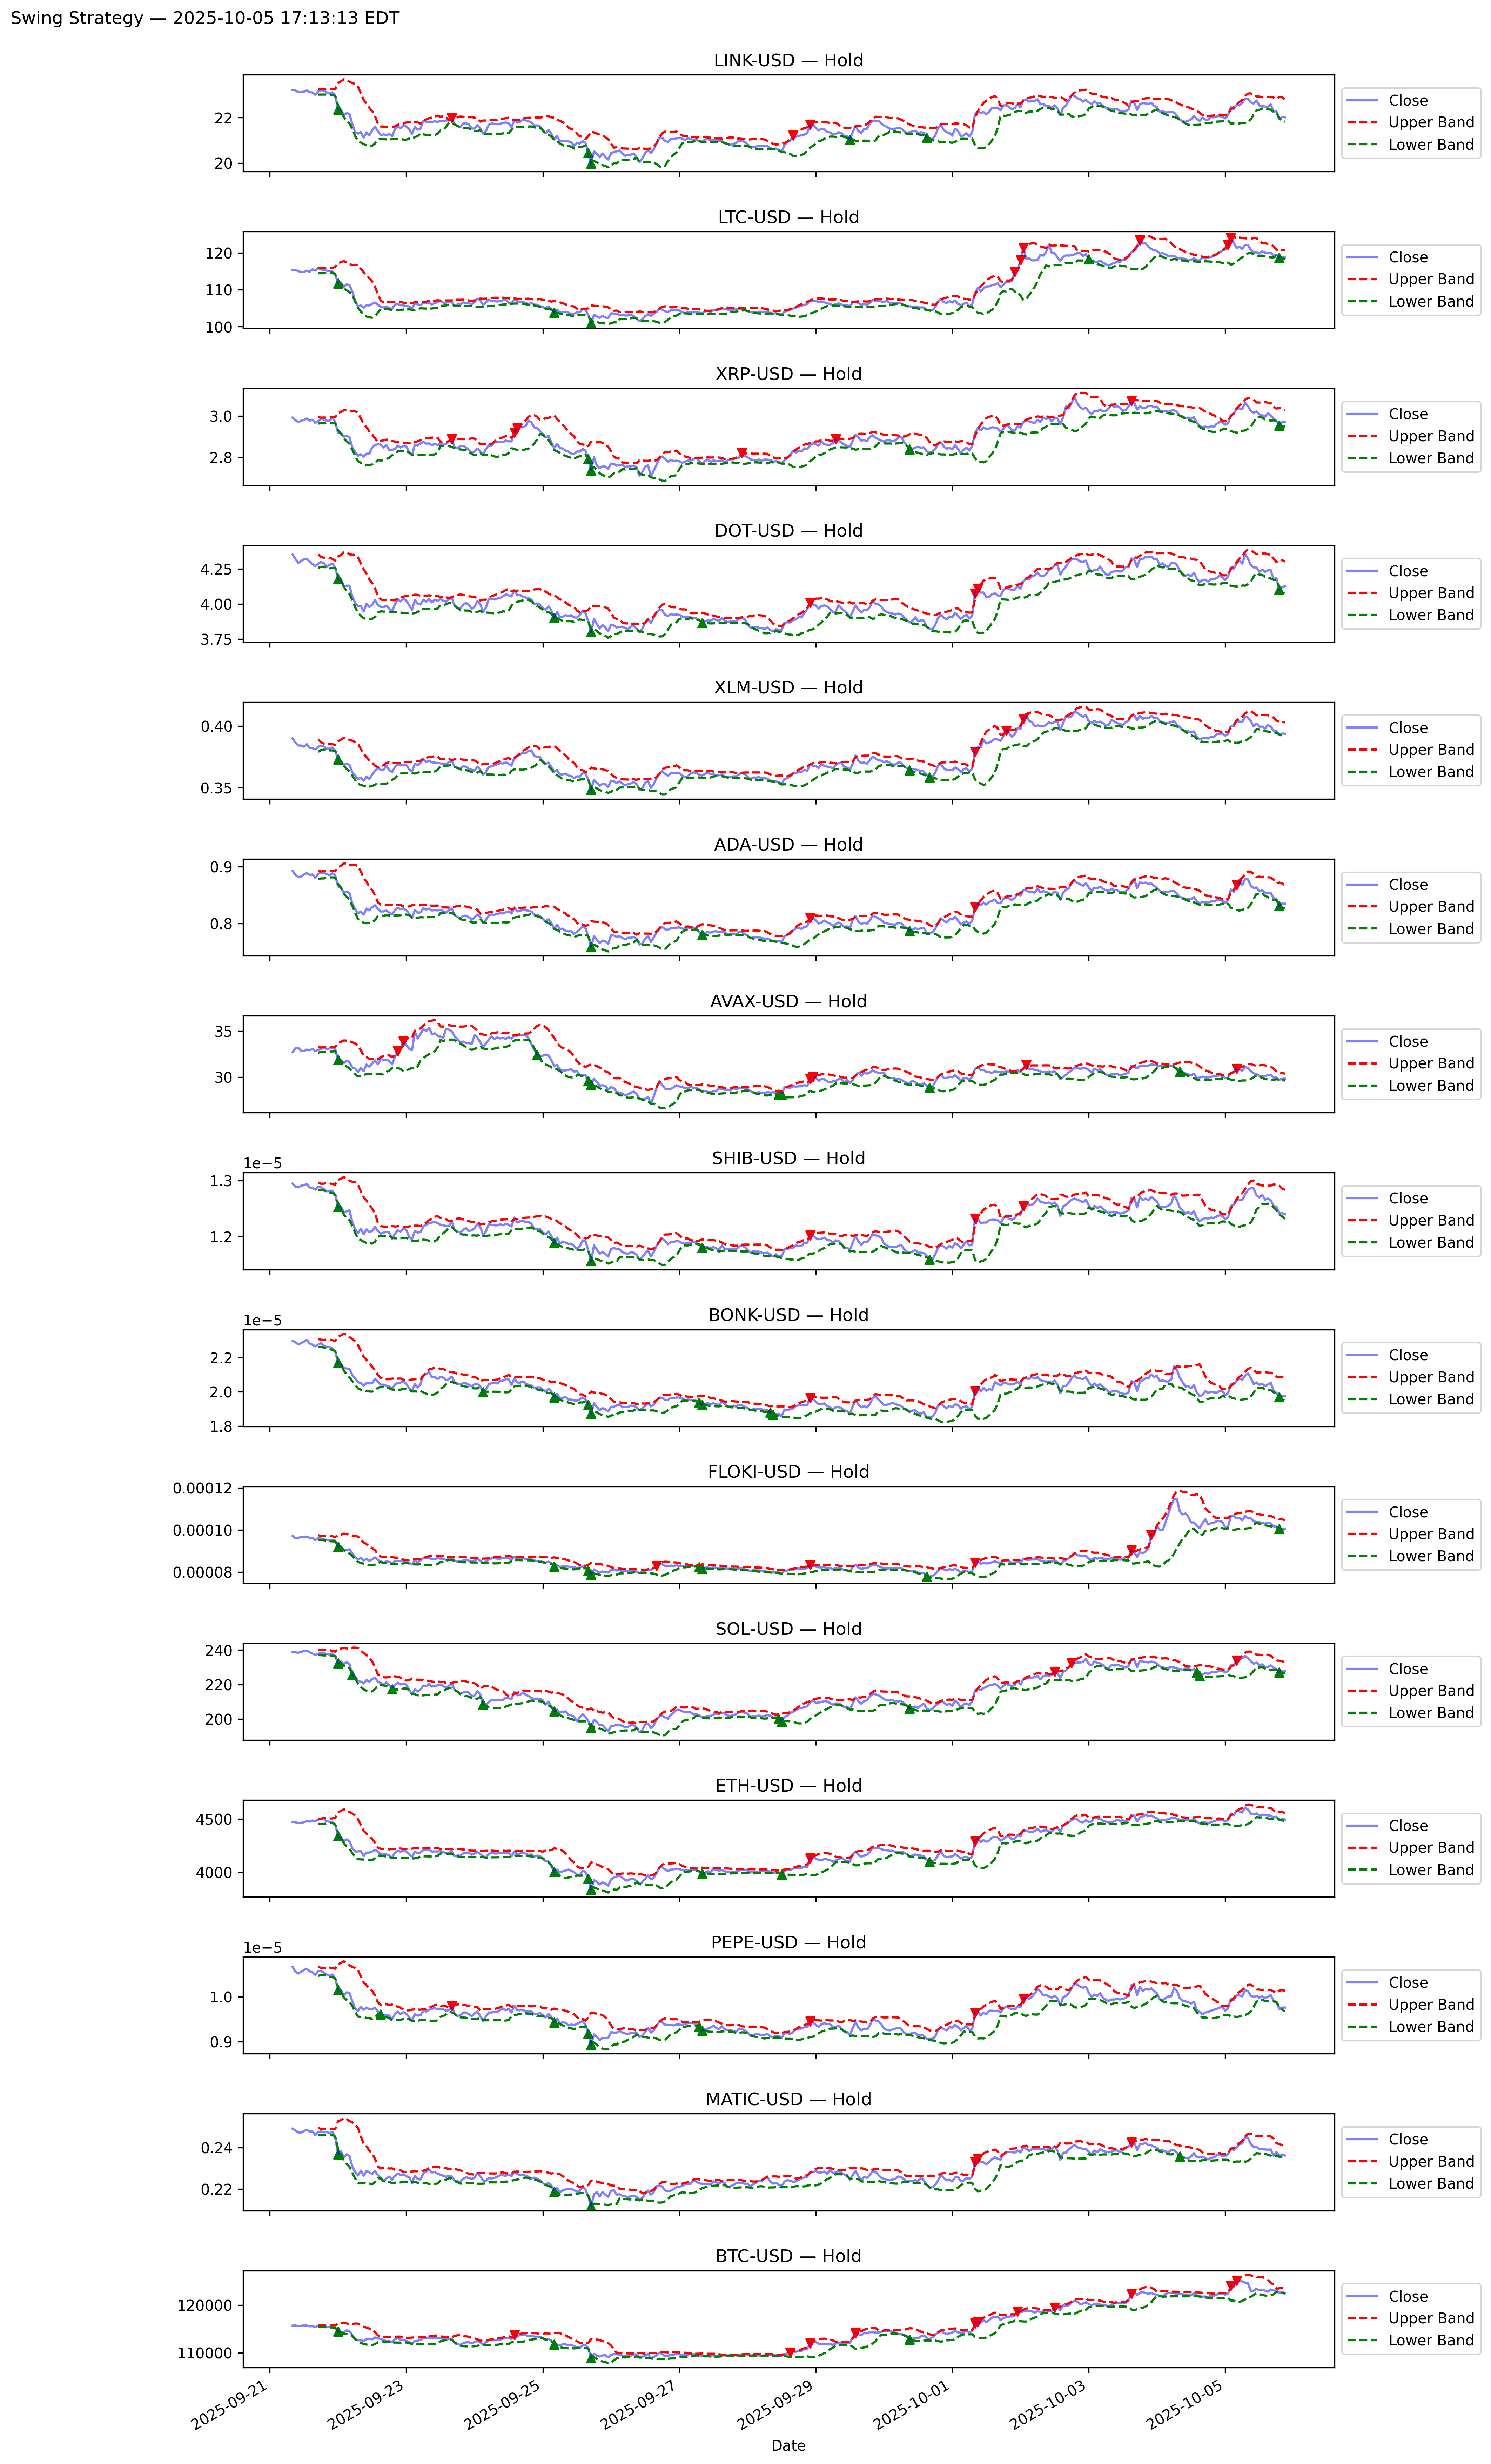 Swing Strategy — 2025-10-05 17:13:13 EDT
LINK-USD — Hold
22
20
Close
Upper Band
Lower Band
LTC-USD — Hold
120
110
100
Close
Upper Band
Lower Band
XRP-USD — Hold
3.0
2.8
Close
Upper Band
Lower Band
DOT-USD — Hold
4.25
4.00
3.75
Close
Upper Band
Lower Band
XLM-USD — Hold
0.40
0.35
Close
Upper Band
Lower Band
ADA-USD — Hold
0.9
0.8
Close
Upper Band
Lower Band
AVAX-USD — Hold
35
30
Close
Upper Band
Lower Band
SHIB-USD — Hold
1e−5
1.3
1.2
Close
Upper Band
Lower Band
BONK-USD — Hold
1e−5
2.2
2.0
1.8
Close
Upper Band
Lower Band
FLOKI-USD — Hold
0.00012
0.00010
0.00008
Close
Upper Band
Lower Band
SOL-USD — Hold
240
220
200
Close
Upper Band
Lower Band
ETH-USD — Hold
4500
4000
Close
Upper Band
Lower Band
PEPE-USD — Hold
1e−5
1.0
0.9
Close
Upper Band
Lower Band
MATIC-USD — Hold
0.24
0.22
Close
Upper Band
Lower Band
BTC-USD — Hold
120000
110000
Close
Upper Band
Lower Band
2025-09-21
2025-09-23
2025-09-25
2025-09-27
2025-09-29
2025-10-01
2025-10-03
2025-10-05
Date